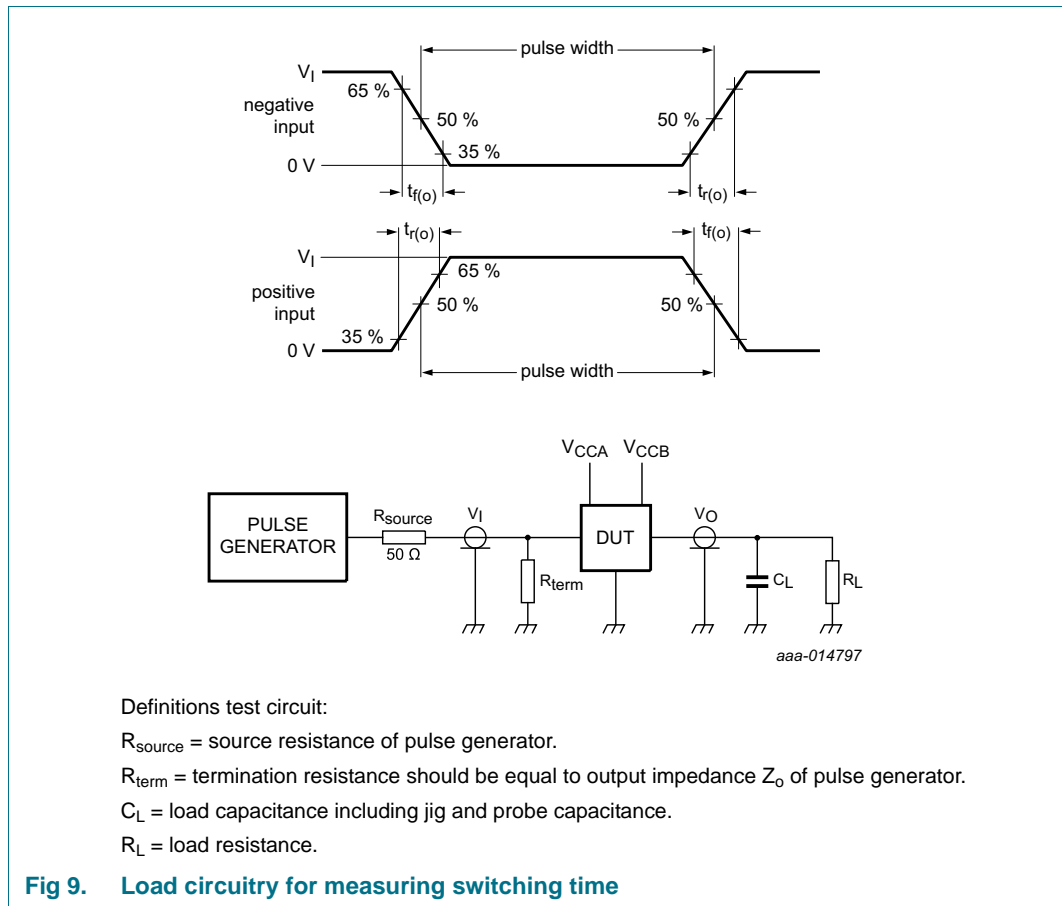 pulse width
V_I
65 %
negative input
50 %
50 %
35 %
0 V
t_f(o)
t_r(o)
t_r(o)
t_f(o)
V_I
65 %
positive input
50 %
50 %
35 %
0 V
pulse width
V_CCA
V_CCB
PULSE GENERATOR
R_source
50 Ω
V_I
DUT
V_O
R_term
C_L
R_L
aaa-014797
Definitions test circuit:
R_source = source resistance of pulse generator.
R_term = termination resistance should be equal to output impedance Z_o of pulse generator.
C_L = load capacitance including jig and probe capacitance.
R_L = load resistance.
Fig 9. Load circuitry for measuring switching time